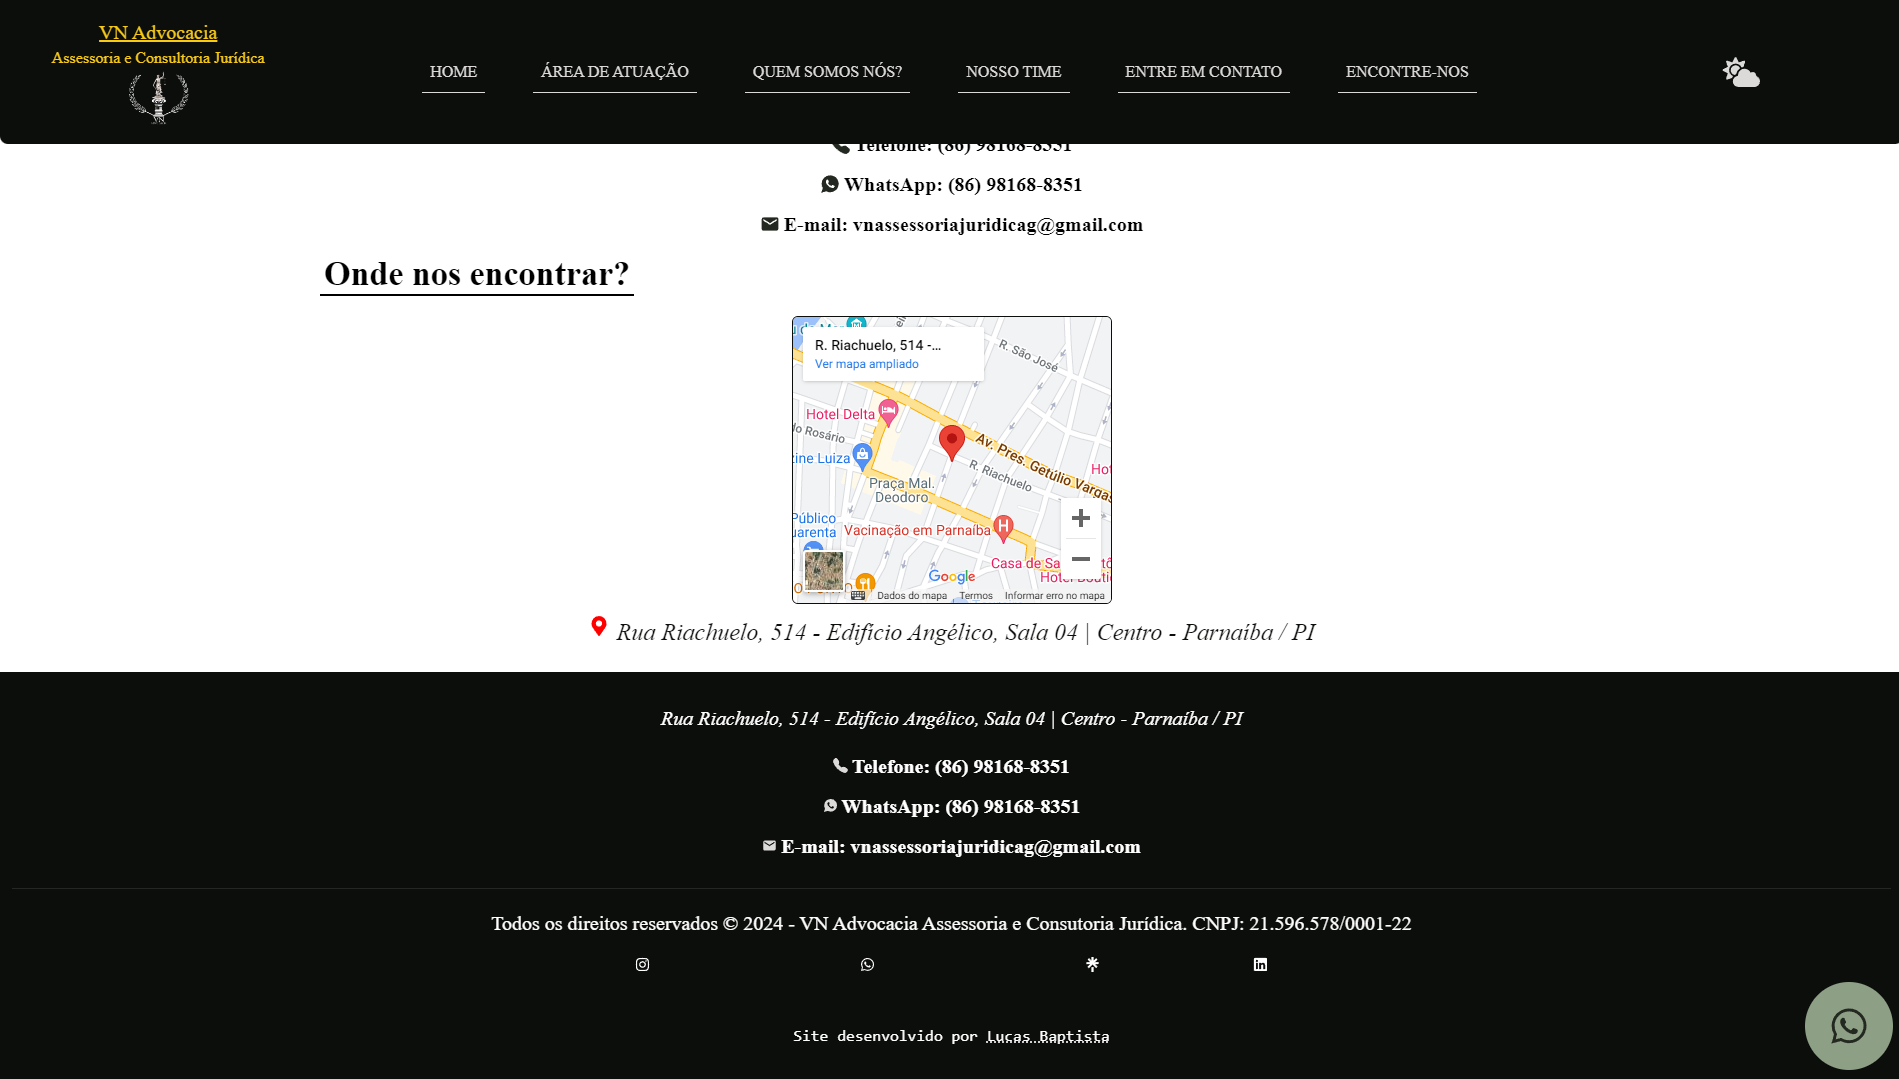 VN Advocacia
Assessoria e Consultoria Jurídica
VN
HOME
ÁREA DE ATUAÇÃO
QUEM SOMOS NÓS?
NOSSO TIME
ENTRE EM CONTATO
ENCONTRE-NOS
Telefone: (86) 98168-8351
WhatsApp: (86) 98168-8351
E-mail: vnassessoriajuridicag@gmail.com
Onde nos encontrar?
R. Riachuelo, 514 -...
Ver mapa ampliado
R. São José
Hotel Delta
do Rosário
Av. Pres. Getúlio Vargas
zine Luiza
R. Riachuelo
Hot
Praça Mal.
Deodoro
Público
uarenta
Vacinação em Parnaíba
Casa de Sa
Google
Dados do mapa
Termos
Informar erro no mapa
Rua Riachuelo, 514 - Edifício Angélico, Sala 04 | Centro - Parnaíba / PI
Rua Riachuelo, 514 - Edifício Angélico, Sala 04 | Centro - Parnaíba / PI
Telefone: (86) 98168-8351
WhatsApp: (86) 98168-8351
E-mail: vnassessoriajuridicag@gmail.com
Todos os direitos reservados © 2024 - VN Advocacia Assessoria e Consutoria Jurídica. CNPJ: 21.596.578/0001-22
Site desenvolvido por Lucas Baptista